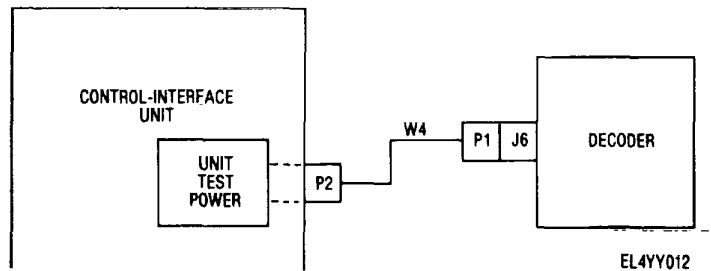 CONTROL-INTERFACE
UNIT
UNIT
TEST
POWER
P2
W4
P1
J6
DECODER
EL4YY012